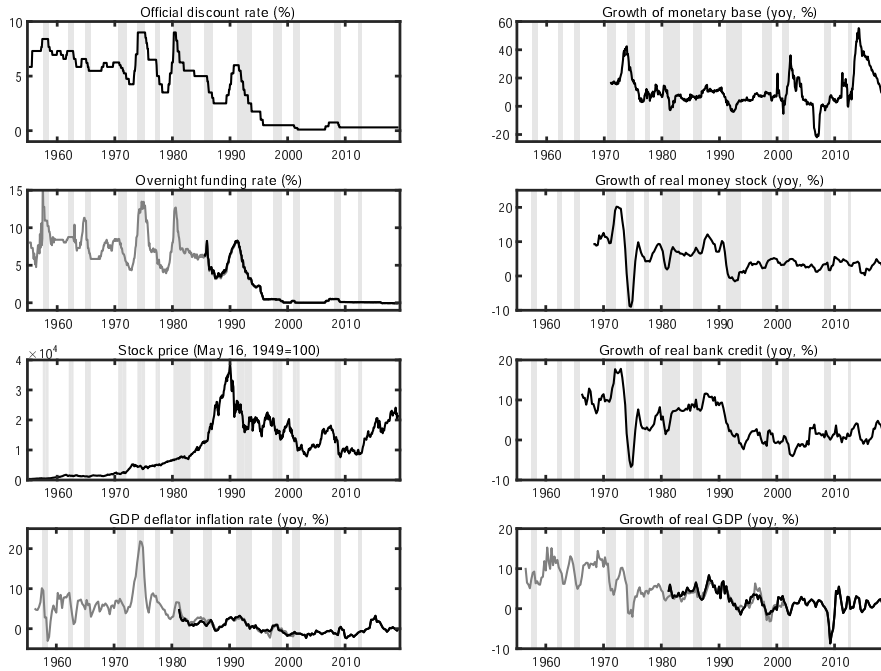 Official discount rate (%)
10
5
0
1960 1970 1980 1990 2000 2010
Growth of monetary base (yoy, %)
60
40
20
0
-20
1960 1970 1980 1990 2000 2010
Overnight funding rate (%)
15
10
5
0
1960 1970 1980 1990 2000 2010
Growth of real money stock (yoy, %)
20
10
0
-10
1960 1970 1980 1990 2000 2010
Stock price (May 16, 1949=100)
×10⁴
4
3
2
1
0
1960 1970 1980 1990 2000 2010
Growth of real bank credit (yoy, %)
20
10
0
-10
1960 1970 1980 1990 2000 2010
GDP deflator inflation rate (yoy, %)
20
10
0
1960 1970 1980 1990 2000 2010
Growth of real GDP (yoy, %)
20
10
0
-10
1960 1970 1980 1990 2000 2010